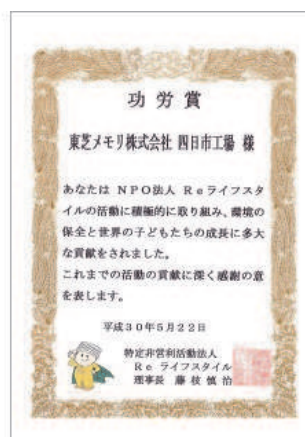 功労賞
東芝メモリ株式会社 四日市工場 様
あなたは NPO法人 Reライフスタ
イルの活動に積極的に取り組み、環境の
保全と世界の子どもたちの成長に多大
な貢献をされました。
これまでの活動の貢献に深く感謝の意
を表します。
平成30年5月22日
特定非営利活動法人
Re ライフスタイル
理事長 藤枝慎治